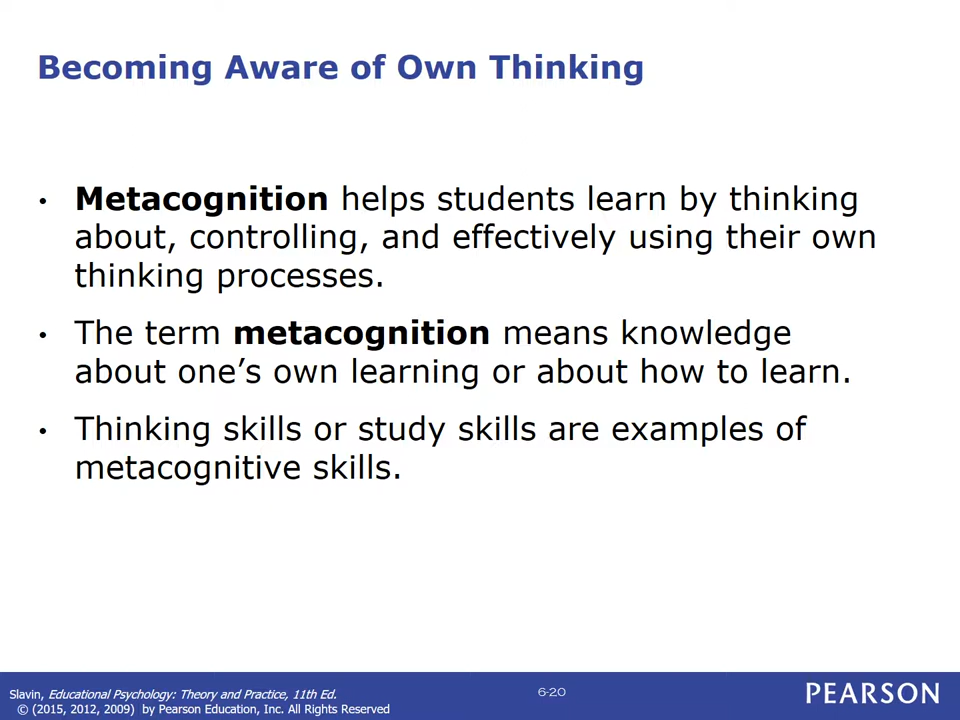 Becoming Aware of Own Thinking
• Metacognition helps students learn by thinking
about, controlling, and effectively using their own
thinking processes.
• The term metacognition means knowledge
about one’s own learning or about how to learn.
• Thinking skills or study skills are examples of
metacognitive skills.
Slavin, Educational Psychology: Theory and Practice, 11th Ed.
© (2015, 2012, 2009) by Pearson Education, Inc. All Rights Reserved
6-20
PEARSON